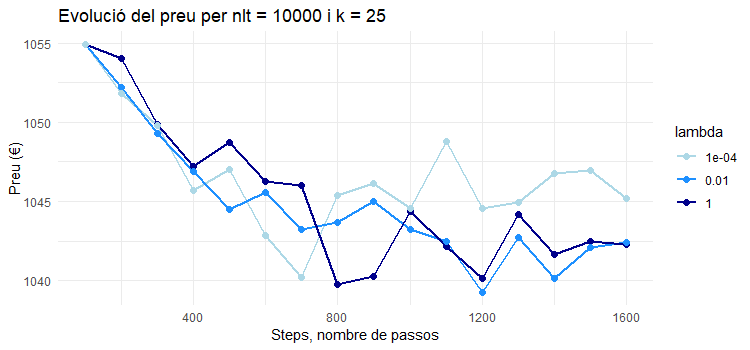 Evolució del preu per nlt = 10000 i k = 25
Preu (€)
1055
1050
1045
1040
400
800
1200
1600
Steps, nombre de passos
lambda
1e-04
0.01
1